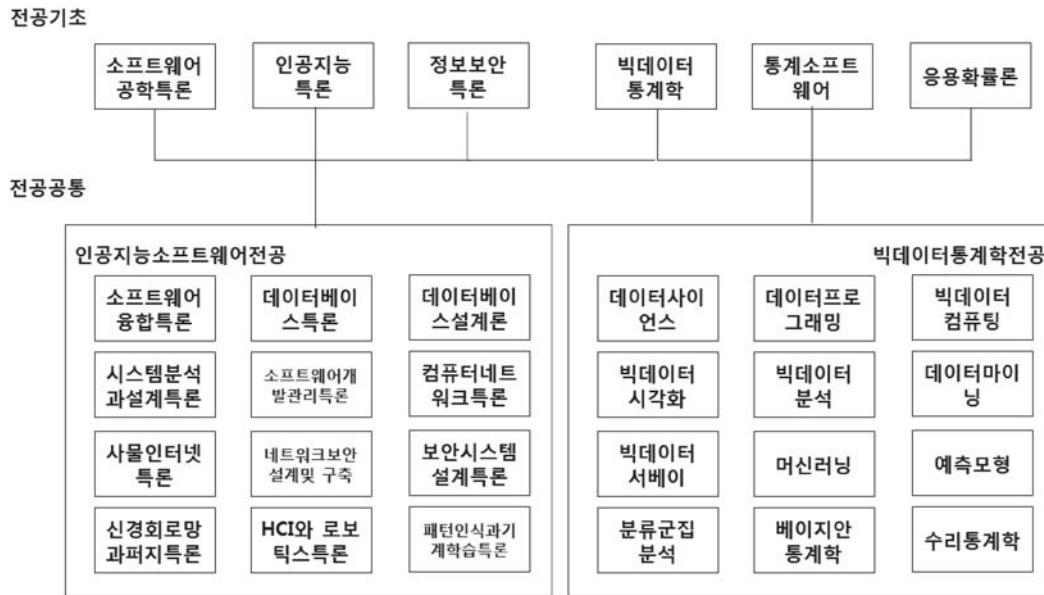 전공기초
소프트웨어
공학특론
인공지능
특론
정보보안
특론
빅데이터
통계학
통계소프트
웨어
응용확률론
전공공통
인공지능소프트웨어전공
소프트웨어
융합특론
데이터베이
스특론
데이터베이
스설계론
시스템분석
과설계특론
소프트웨어개
발관리특론
컴퓨터네트
워크특론
사물인터넷
특론
네트워크보안
설계및 구축
보안시스템
설계특론
신경회로망
과퍼지특론
HCI와 로보
틱스특론
패턴인식과기
계학습특론
빅데이터통계학전공
데이터사이
언스
데이터프로
그래밍
빅데이터
컴퓨팅
빅데이터
시각화
빅데이터
분석
데이터마이
닝
빅데이터
서베이
머신러닝
예측모형
분류군집
분석
베이지안
통계학
수리통계학